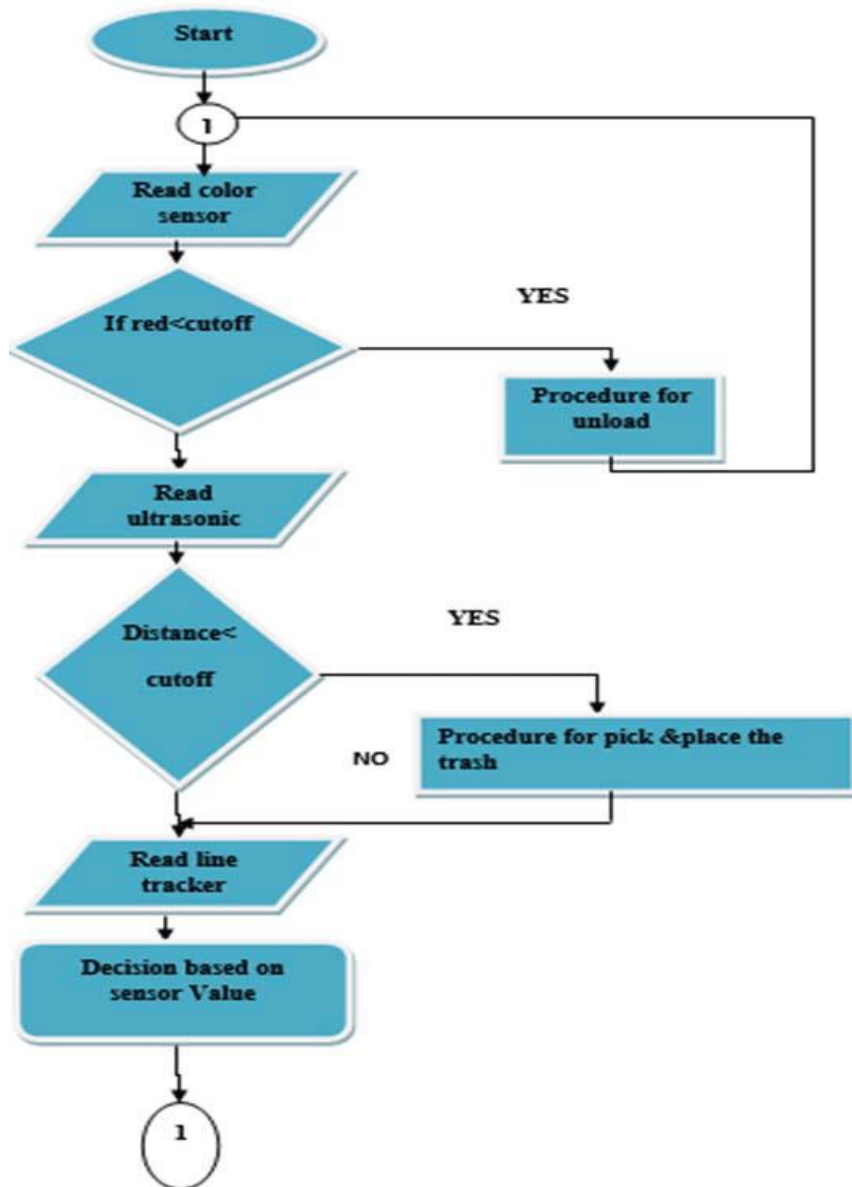 Start
1
Read color
sensor
If red<cutoff
YES
Procedure for
unload
Read
ultrasonic
Distance<
cutoff
YES
NO
Procedure for pick &place the
trash
Read line
tracker
Decision based on
sensor Value
1